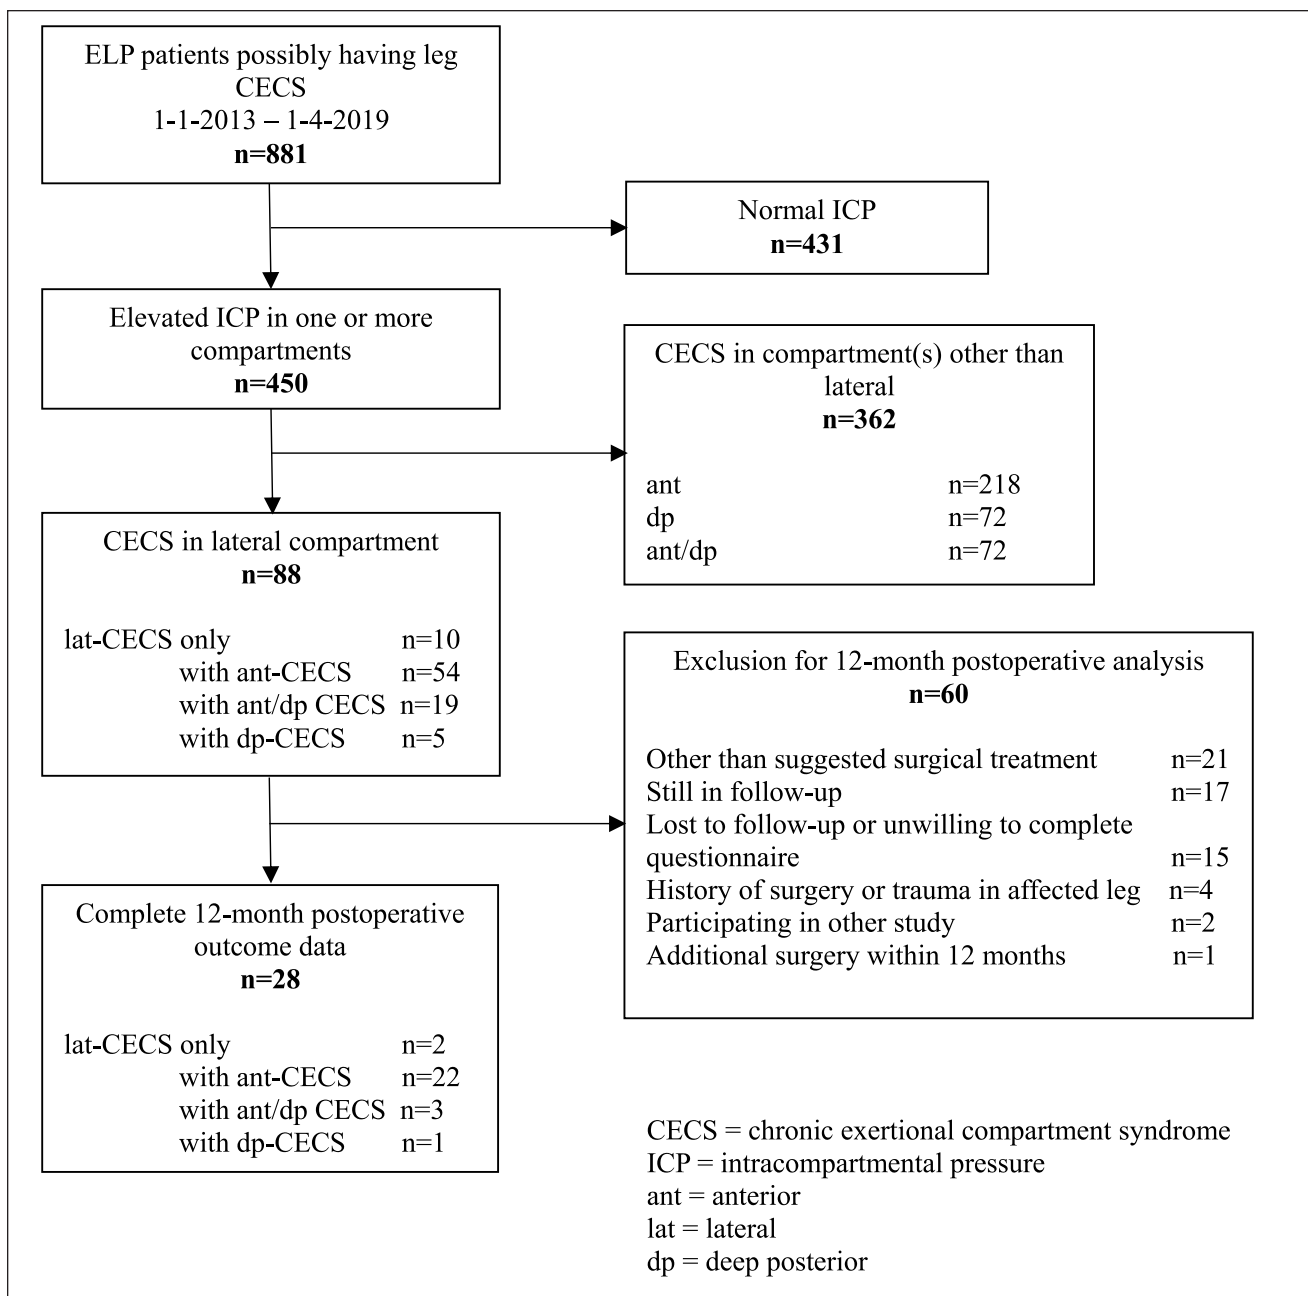 ELP patients possibly having leg
CECS
1-1-2013 – 1-4-2019
n=881
Normal ICP
n=431
Elevated ICP in one or more
compartments
n=450
CECS in compartment(s) other than
lateral
n=362
ant n=218
dp n=72
ant/dp n=72
CECS in lateral compartment
n=88
lat-CECS only n=10
with ant-CECS n=54
with ant/dp CECS n=19
with dp-CECS n=5
Exclusion for 12-month postoperative analysis
n=60
Other than suggested surgical treatment n=21
Still in follow-up n=17
Lost to follow-up or unwilling to complete
questionnaire n=15
History of surgery or trauma in affected leg n=4
Participating in other study n=2
Additional surgery within 12 months n=1
Complete 12-month postoperative
outcome data
n=28
lat-CECS only n=2
with ant-CECS n=22
with ant/dp CECS n=3
with dp-CECS n=1
CECS = chronic exertional compartment syndrome
ICP = intracompartmental pressure
ant = anterior
lat = lateral
dp = deep posterior